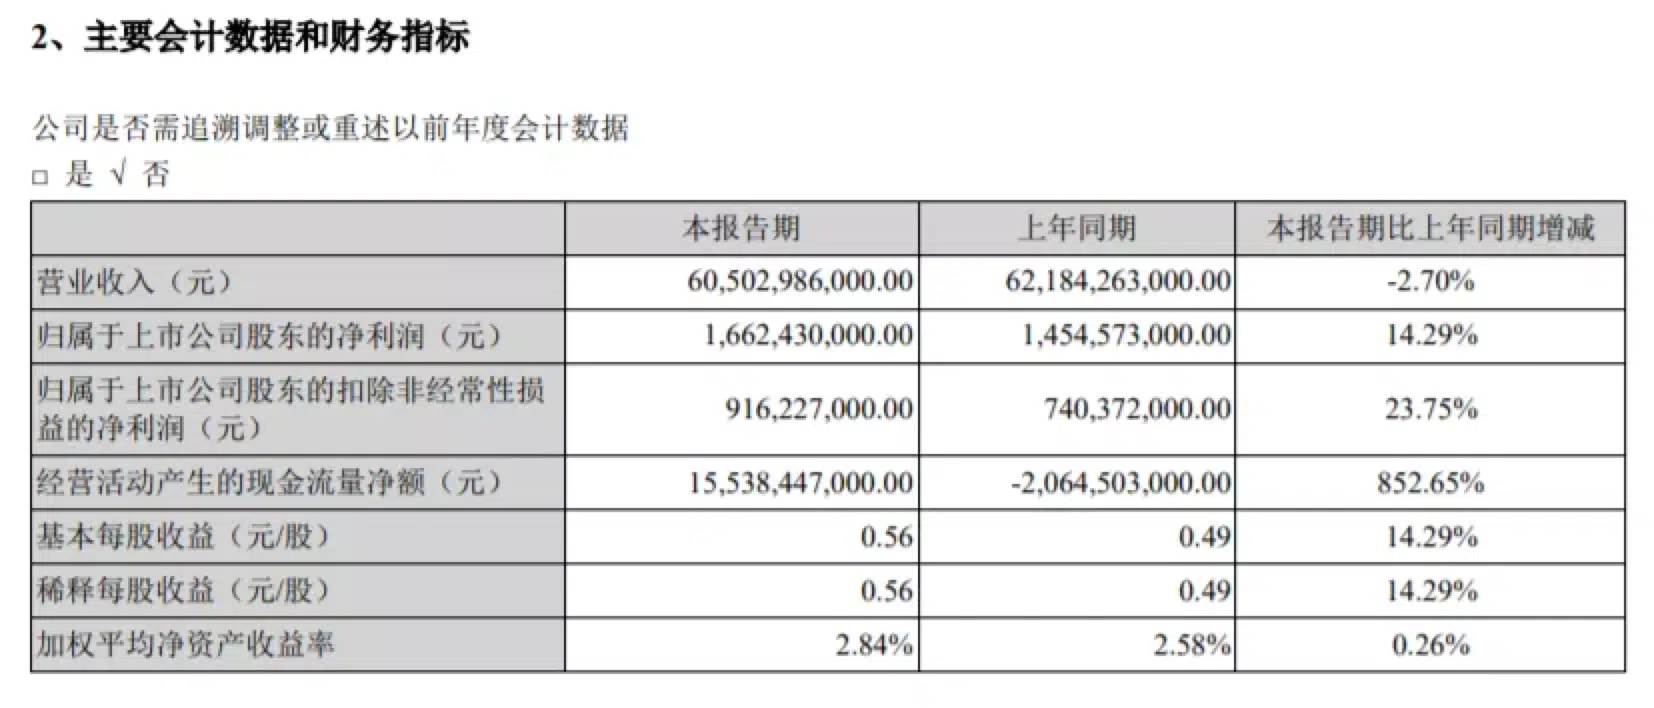 2、主要会计数据和财务指标
公司是否需追溯调整或重述以前年度会计数据
□ 是 √ 否
本报告期 上年同期 本报告期比上年同期增减
营业收入（元） 60,502,986,000.00 62,184,263,000.00 -2.70%
归属于上市公司股东的净利润（元） 1,662,430,000.00 1,454,573,000.00 14.29%
归属于上市公司股东的扣除非经常性损
益的净利润（元） 916,227,000.00 740,372,000.00 23.75%
经营活动产生的现金流量净额（元） 15,538,447,000.00 -2,064,503,000.00 852.65%
基本每股收益（元/股） 0.56 0.49 14.29%
稀释每股收益（元/股） 0.56 0.49 14.29%
加权平均净资产收益率 2.84% 2.58% 0.26%